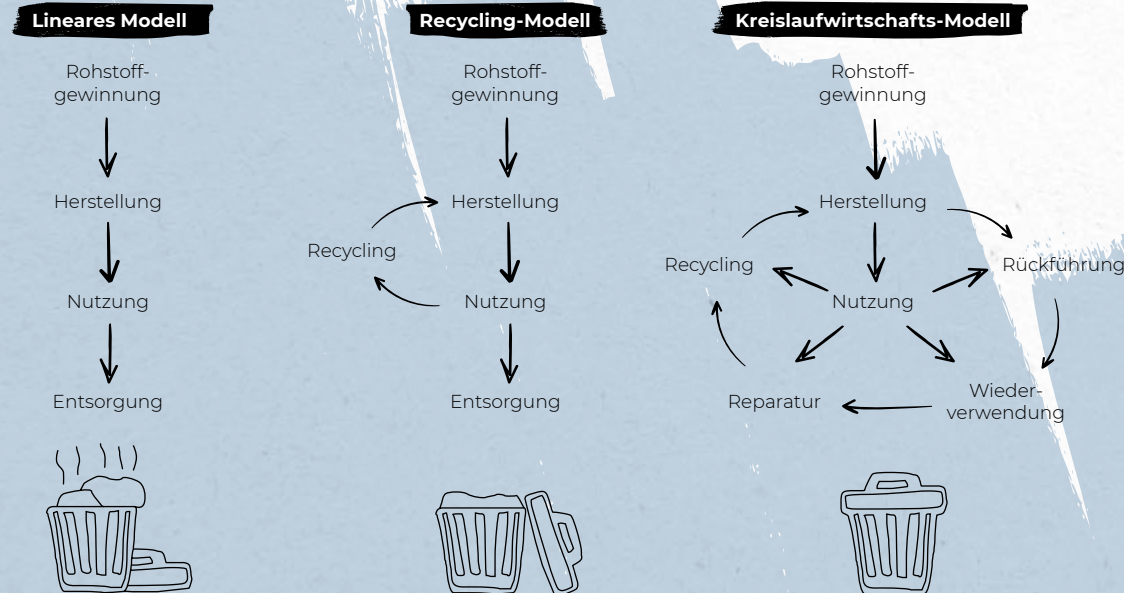 Lineares Modell
Rohstoff-
gewinnung
Herstellung
Nutzung
Entsorgung
Recycling-Modell
Rohstoff-
gewinnung
Herstellung
Recycling
Nutzung
Entsorgung
Kreislaufwirtschafts-Modell
Rohstoff-
gewinnung
Herstellung
Recycling
Rückführung
Nutzung
Reparatur
Wieder-
verwendung